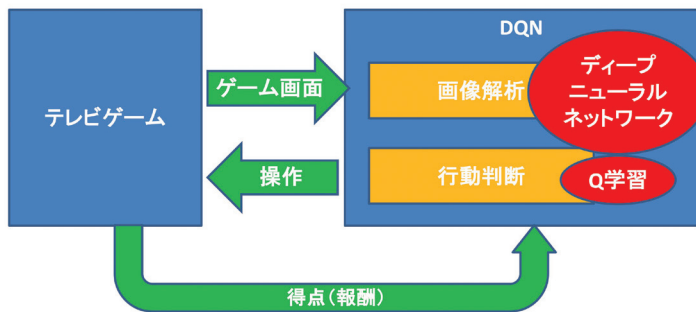 DQN
テレビゲーム
ゲーム画面
画像解析
ディープ
ニューラル
ネットワーク
操作
行動判断
Q学習
得点(報酬)